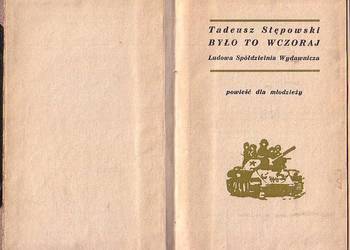 Tadeusz Stępowski
BYŁO TO WCZORAJ
Ludowa Spółdzielnia Wydawnicza
powieść dla młodzieży